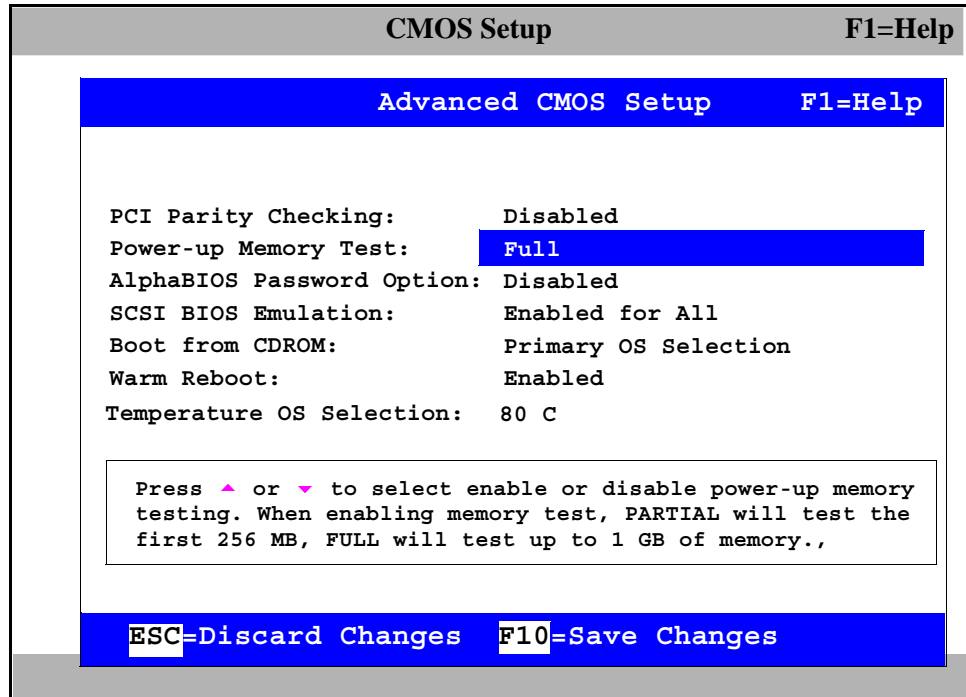 CMOS Setup F1=Help
Advanced CMOS Setup F1=Help
PCI Parity Checking: Disabled
Power-up Memory Test: Full
AlphaBIOS Password Option: Disabled
SCSI BIOS Emulation: Enabled for All
Boot from CDROM: Primary OS Selection
Warm Reboot: Enabled
Temperature OS Selection: 80 C
Press ▲ or ▼ to select enable or disable power-up memory
testing. When enabling memory test, PARTIAL will test the
first 256 MB, FULL will test up to 1 GB of memory.,
ESC=Discard Changes F10=Save Changes